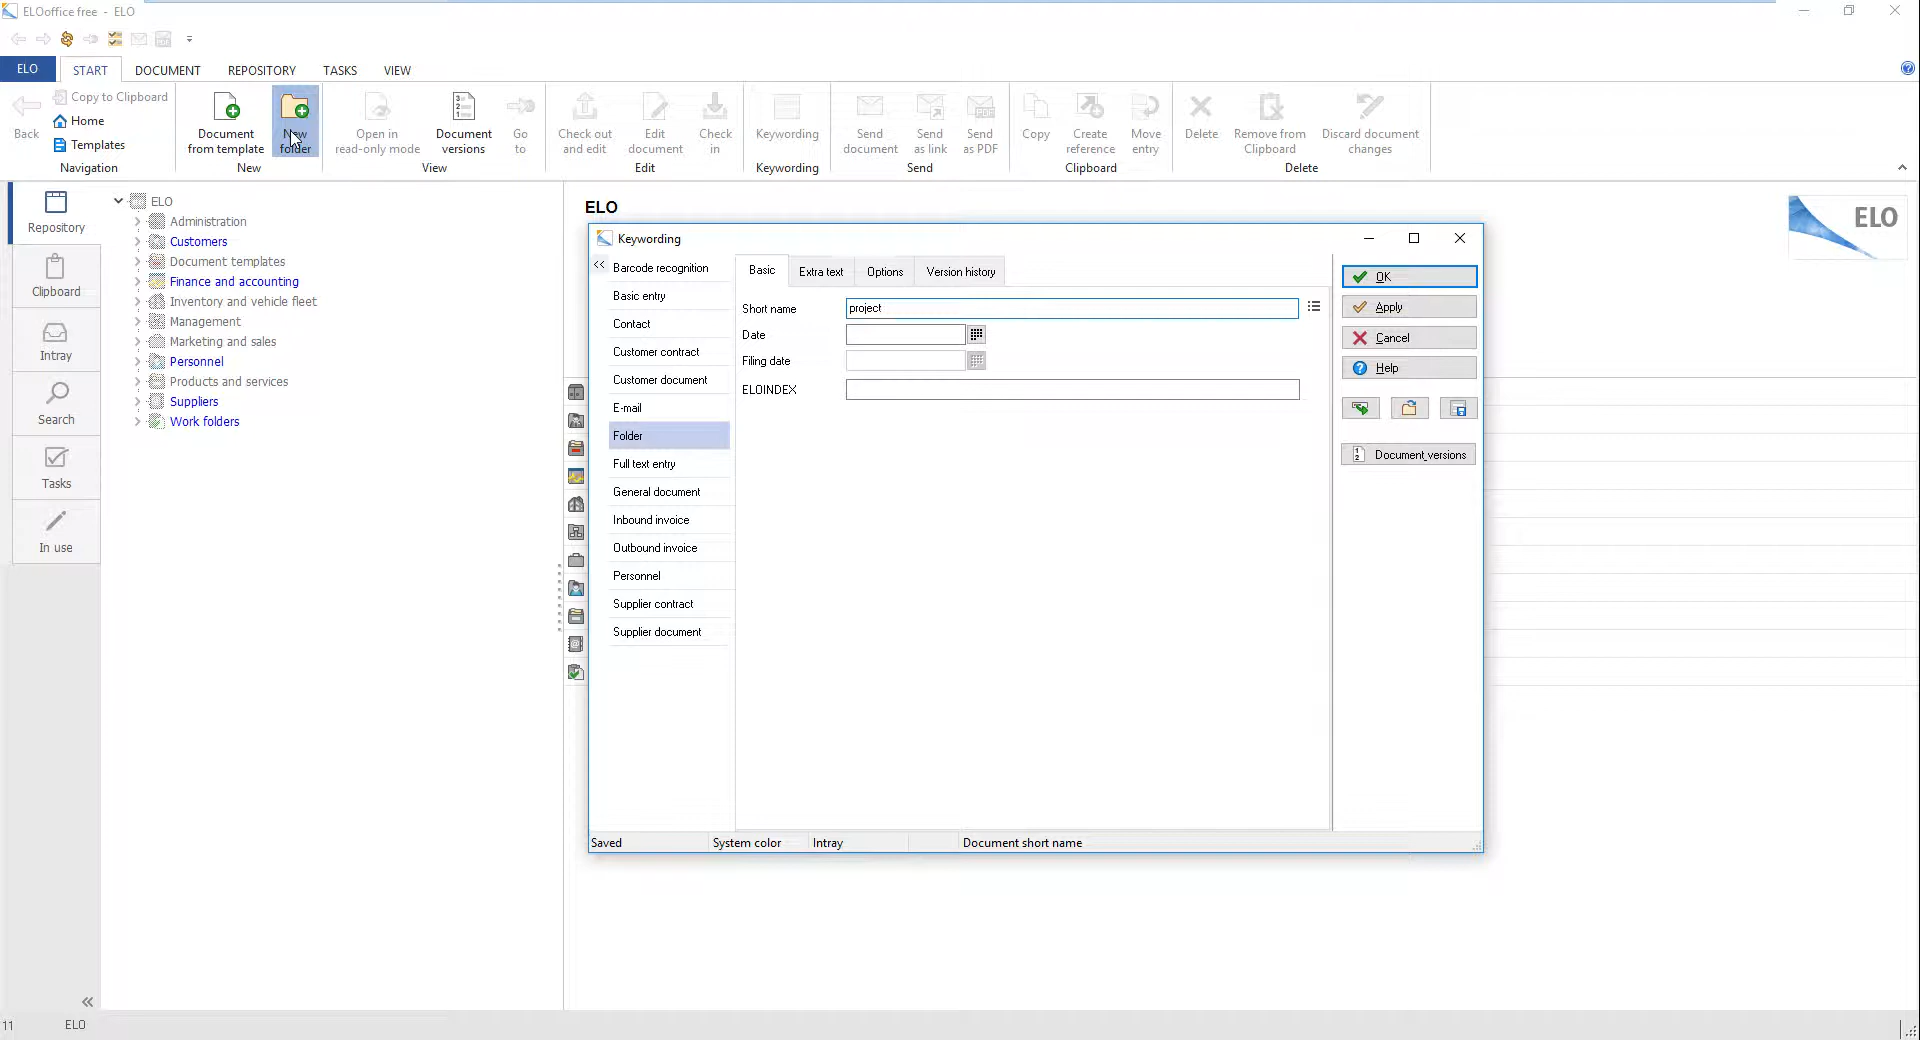 ELOoffice free - ELO
ELO
START
DOCUMENT
REPOSITORY
TASKS
VIEW
Back
Copy to Clipboard
Home
Templates
Navigation
Document
from template
New
folder
New
Open in
read-only mode
Document
versions
Go
to
View
Check out
and edit
Edit
document
Check
in
Edit
Keywording
Keywording
Send
document
Send
as link
Send
as PDF
Send
Copy
Create
reference
Move
entry
Clipboard
Delete
Remove from
Clipboard
Discard document
changes
Delete
Repository
Clipboard
Intray
Search
Tasks
In use
ELO
Administration
Customers
Document templates
Finance and accounting
Inventory and vehicle fleet
Management
Marketing and sales
Personnel
Products and services
Suppliers
Work folders
ELO
ELO
Keywording
Barcode recognition
Basic entry
Contact
Customer contract
Customer document
E-mail
Folder
Full text entry
General document
Inbound invoice
Outbound invoice
Personnel
Supplier contract
Supplier document
Basic
Extra text
Options
Version history
Short name
project
Date
Filing date
ELOINDEX
OK
Apply
Cancel
Help
Document versions
Saved
System color
Intray
Document short name
11
ELO